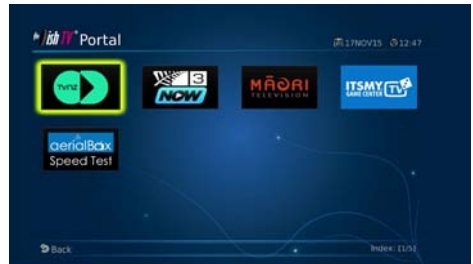 *DishTV* Portal
17NOV15 12:47
TVNZ
3
NOW
MĀORI
TELEVISION
ITSMY TV
GAME CENTER
aerialBox
Speed Test
Back
Index: [1/5]